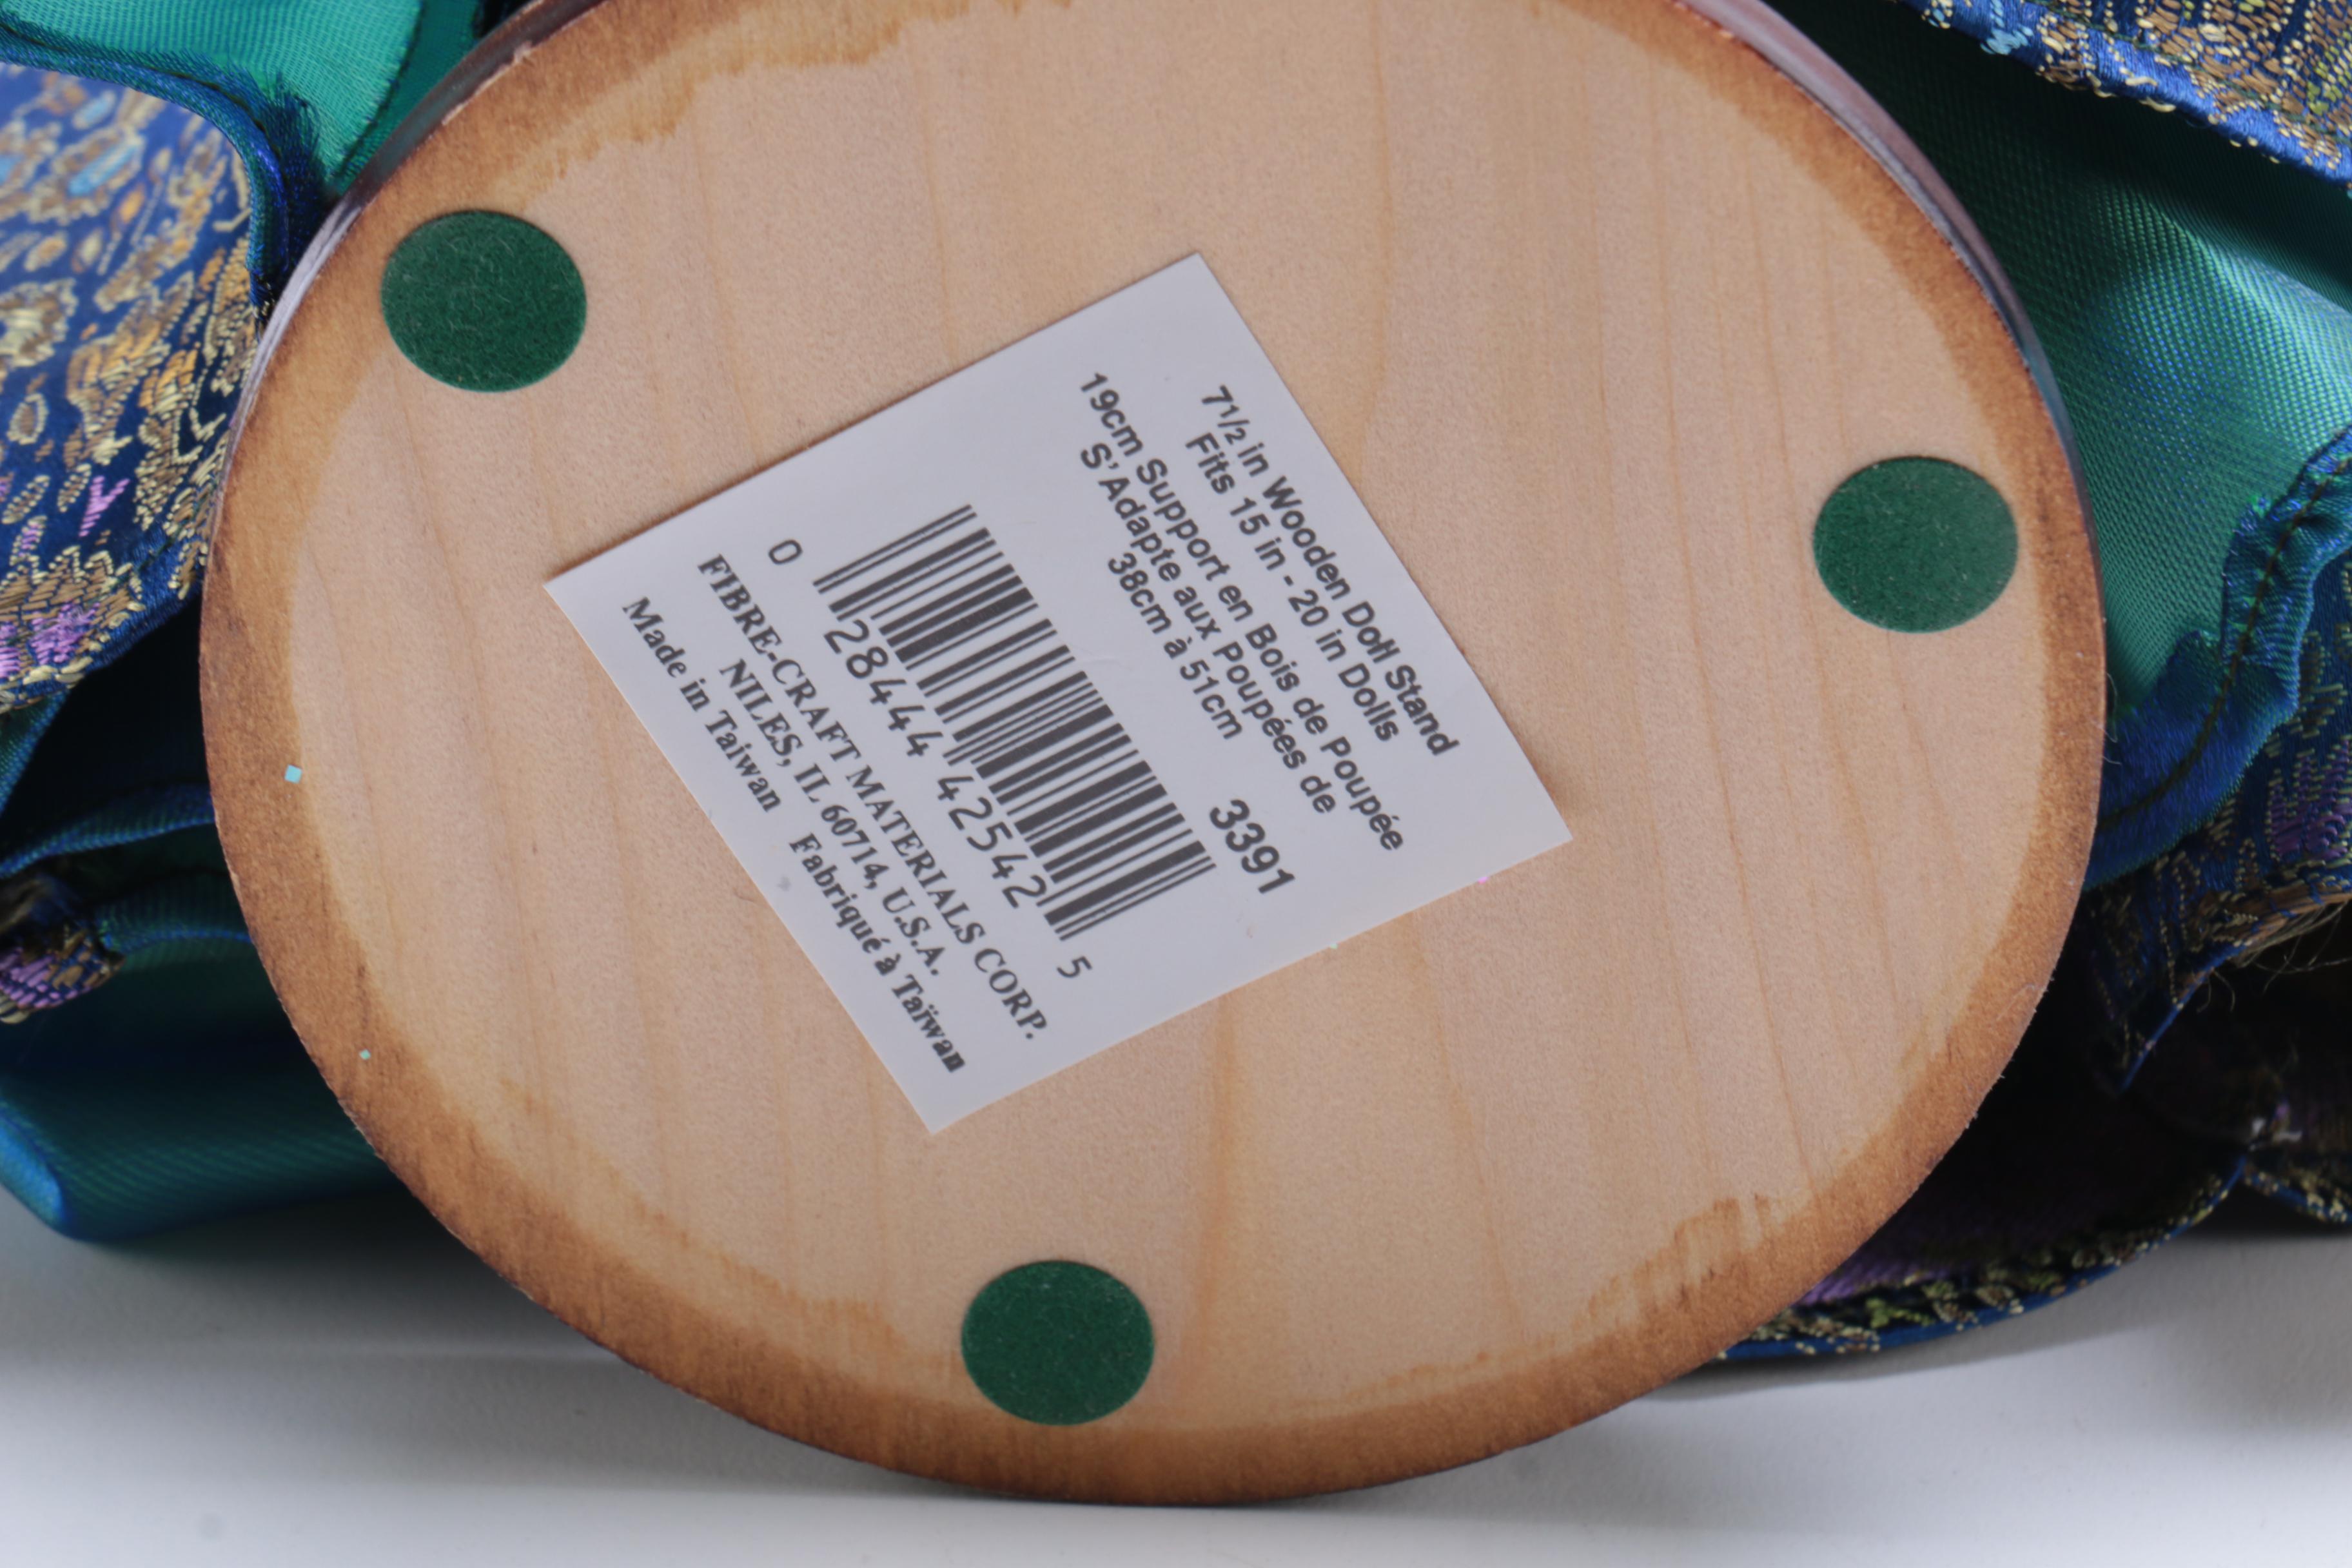 7½ in Wooden Doll Stand
Fits 15 in - 20 in Dolls
19cm Support en Bois de Poupée
S'Adapte aux Poupées de
38cm à 51cm
3391
0 28444 42542 5
FIBRE-CRAFT MATERIALS CORP.
NILES, IL 60714, U.S.A.
Made in Taiwan Fabriqué à Taïwan